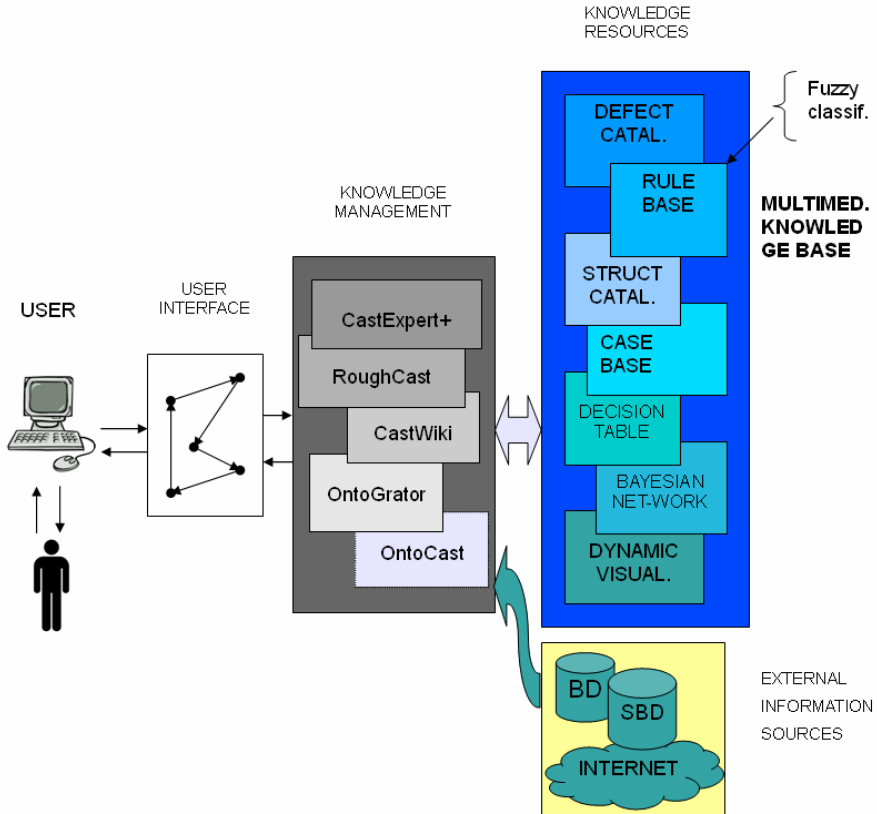 KNOWLEDGE
RESOURCES
Fuzzy
classif.
DEFECT
CATAL.
RULE
BASE
MULTIMED.
KNOWLED
GE BASE
STRUCT
CATAL.
CASE
BASE
DECISION
TABLE
BAYESIAN
NET-WORK
DYNAMIC
VISUAL.
KNOWLEDGE
MANAGEMENT
CastExpert+
RoughCast
CastWiki
OntoGrator
OntoCast
USER
INTERFACE
USER
BD
SBD
INTERNET
EXTERNAL
INFORMATION
SOURCES